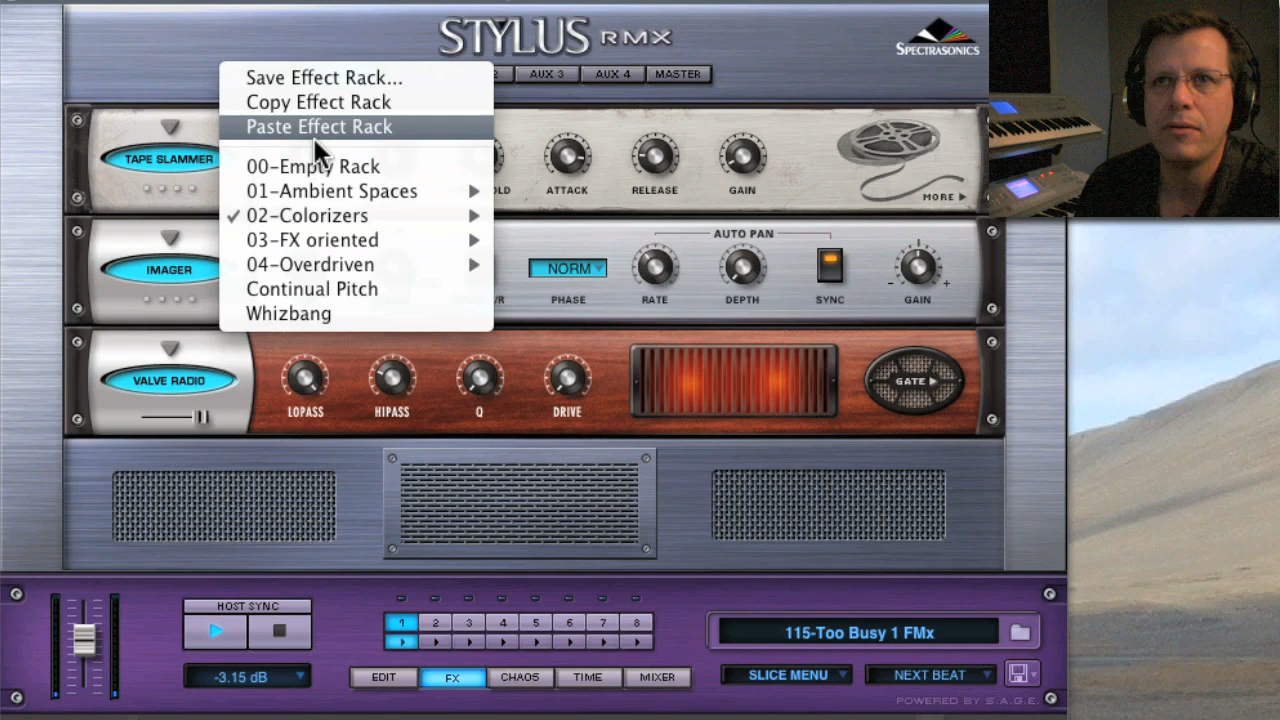 STYLUS RMX
SPECTRASONICS
2 AUX 3 AUX 4 MASTER
Save Effect Rack...
Copy Effect Rack
Paste Effect Rack
00-Empty Rack
01-Ambient Spaces
02-Colorizers
03-FX oriented
04-Overdriven
Continual Pitch
Whizbang
TAPE SLAMMER
OLD ATTACK RELEASE GAIN
MORE
IMAGER
AUTO PAN
NORM
/R PHASE RATE DEPTH SYNC - + GAIN
VALVE RADIO
LOPASS HIPASS Q DRIVE
GATE
HOST SYNC
1 2 3 4 5 6 7 8
115-Too Busy 1 FMx
-3.15 dB
EDIT FX CHAOS TIME MIXER
SLICE MENU NEXT BEAT
POWERED BY S.A.G.E.